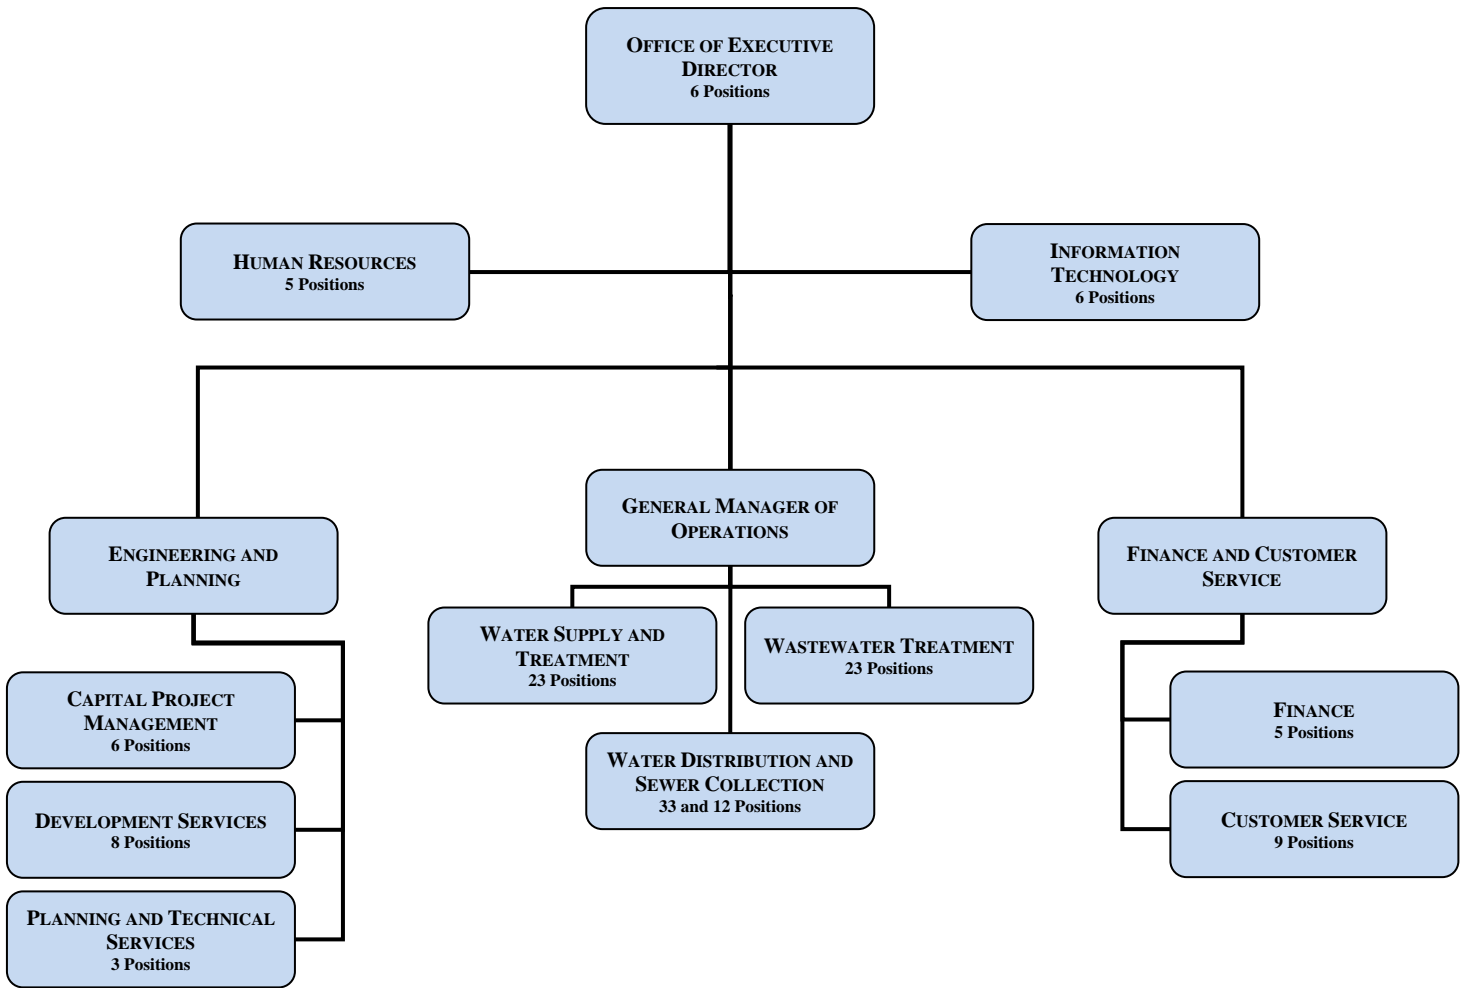 OFFICE OF EXECUTIVE
DIRECTOR
6 Positions
HUMAN RESOURCES
5 Positions
INFORMATION
TECHNOLOGY
6 Positions
ENGINEERING AND
PLANNING
CAPITAL PROJECT
MANAGEMENT
6 Positions
DEVELOPMENT SERVICES
8 Positions
PLANNING AND TECHNICAL
SERVICES
3 Positions
GENERAL MANAGER OF
OPERATIONS
WATER SUPPLY AND
TREATMENT
23 Positions
WASTEWATER TREATMENT
23 Positions
WATER DISTRIBUTION AND
SEWER COLLECTION
33 and 12 Positions
FINANCE AND CUSTOMER
SERVICE
FINANCE
5 Positions
CUSTOMER SERVICE
9 Positions